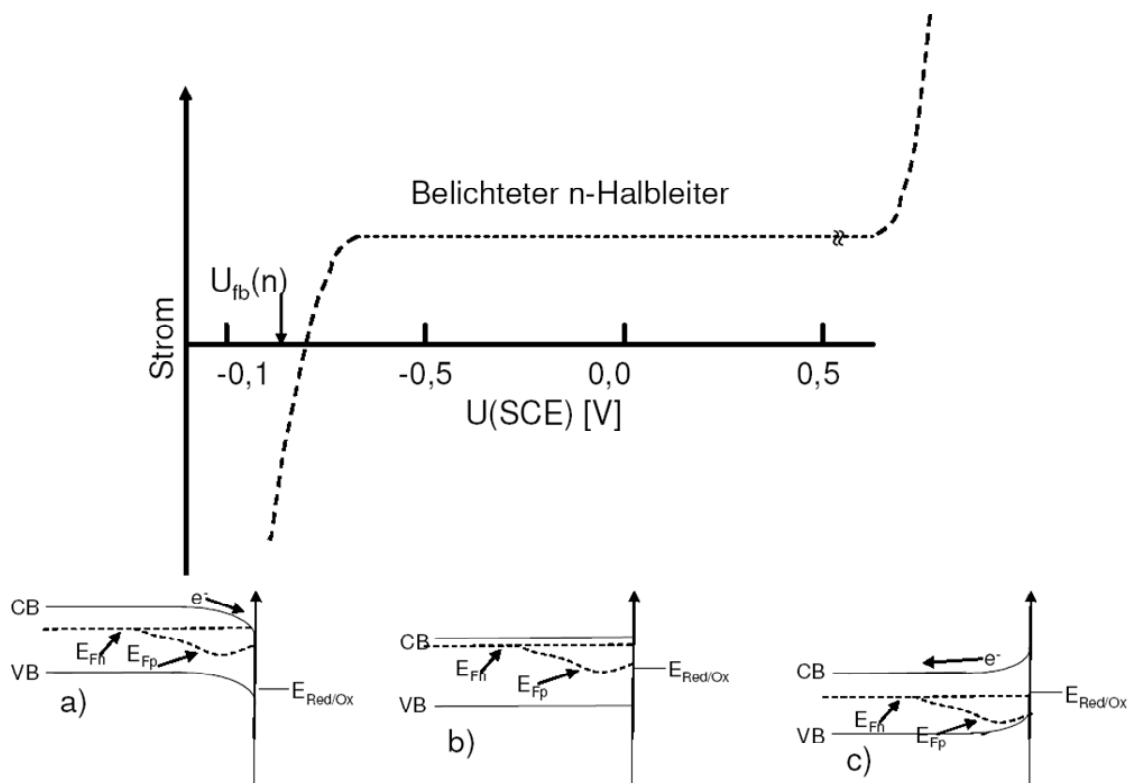 Belichteter n-Halbleiter
U_fb(n)
Strom
-0,1 -0,5 0,0 0,5
U(SCE) [V]
CB e⁻
E_Fn E_Fp
VB
E_Red/Ox
a)
CB
E_Fn E_Fp
E_Red/Ox
VB
b)
e⁻
CB
E_Red/Ox
E_Fn E_Fp
VB
c)